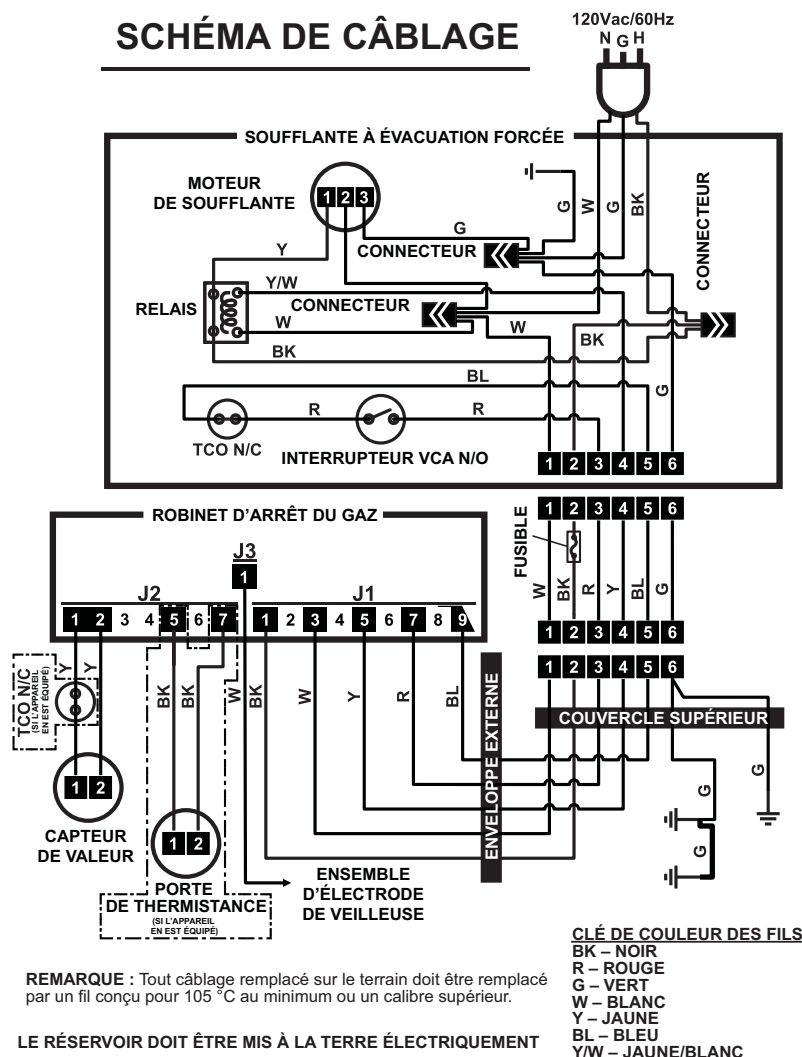 SCHÉMA DE CÂBLAGE
120Vac/60Hz
N G H
SOUFFLANTE À ÉVACUATION FORCÉE
MOTEUR
DE SOUFFLANTE
1 2 3
G
W
G
BK
CONNECTEUR
G
CONNECTEUR
Y
Y/W
RELAIS
CONNECTEUR
W
W
BK
BK
BL
G
R
R
TCO N/C
INTERRUPTEUR VCA N/O
1 2 3 4 5 6
1 2 3 4 5 6
FUSIBLE
W
BK
R
Y
BL
G
1 2 3 4 5 6
1 2 3 4 5 6
ROBINET D'ARRÊT DU GAZ
J3
1
J2
J1
1 2 3 4 5 6 7
1 2 3 4 5 6 7 8 9
Y
Y
BK
BK
W
BK
W
Y
R
BL
TCO N/C
(SI L'APPAREIL
EN EST ÉQUIPÉ)
1 2
CAPTEUR
DE VALEUR
1 2
PORTE
DE THERMISTANCE
(SI L'APPAREIL
EN EST ÉQUIPÉ)
ENSEMBLE
D'ÉLECTRODE
DE VEILLEUSE
ENVELOPPE EXTERNE
COUVERCLE SUPÉRIEUR
G
G
G
CLÉ DE COULEUR DES FILS
BK – NOIR
R – ROUGE
G – VERT
W – BLANC
Y – JAUNE
BL – BLEU
Y/W – JAUNE/BLANC
REMARQUE : Tout câblage remplacé sur le terrain doit être remplacé
par un fil conçu pour 105 °C au minimum ou un calibre supérieur.
LE RÉSERVOIR DOIT ÊTRE MIS À LA TERRE ÉLECTRIQUEMENT